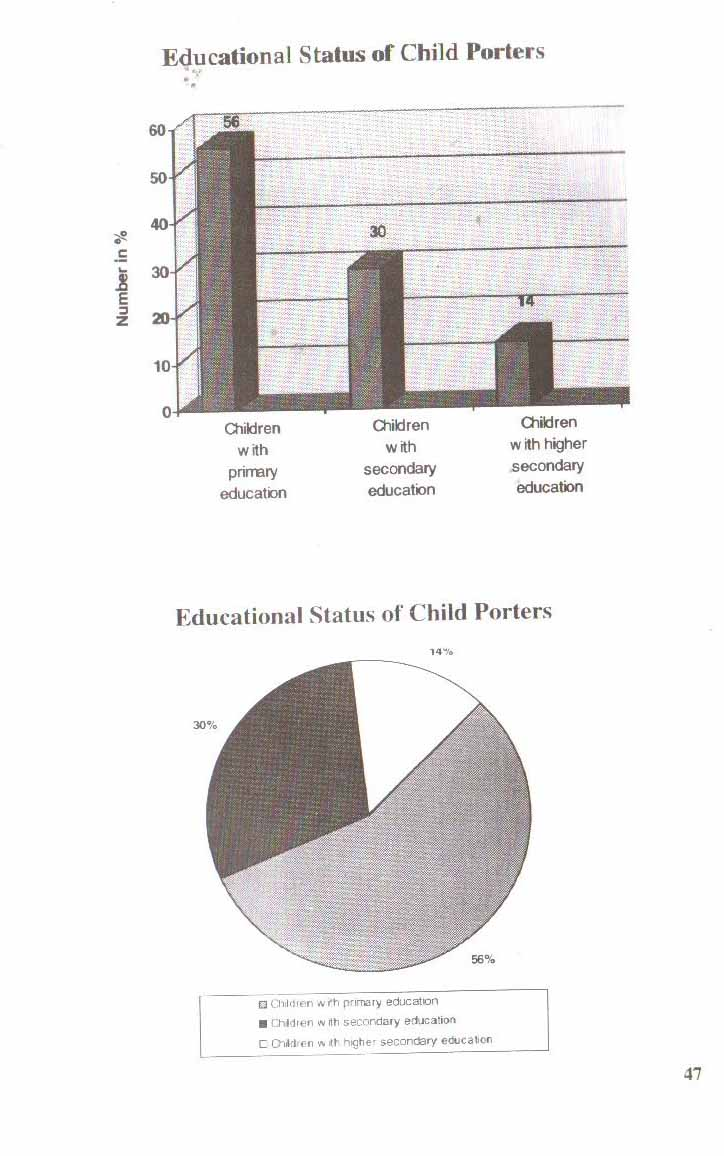 Educational Status of Child Porters
56
60
50
40
30
30
20
14
10
0
Number in %
Children with primary education
Children with secondary education
Children with higher secondary education
Educational Status of Child Porters
14%
30%
56%
Children with primary education
Children with secondary education
Children with higher secondary education
47